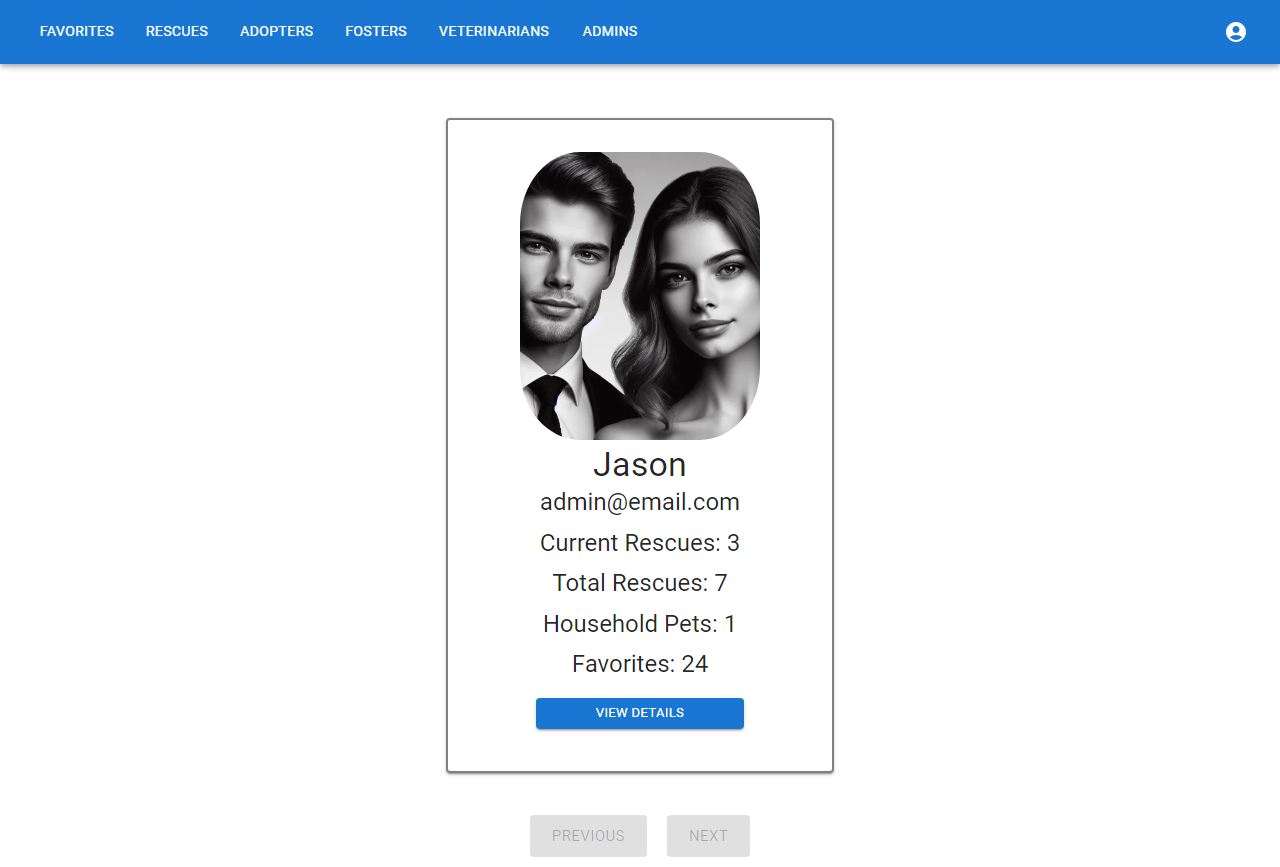 FAVORITES RESCUES ADOPTERS FOSTERS VETERINARIANS ADMINS
Jason
admin@email.com
Current Rescues: 3
Total Rescues: 7
Household Pets: 1
Favorites: 24
VIEW DETAILS
PREVIOUS NEXT